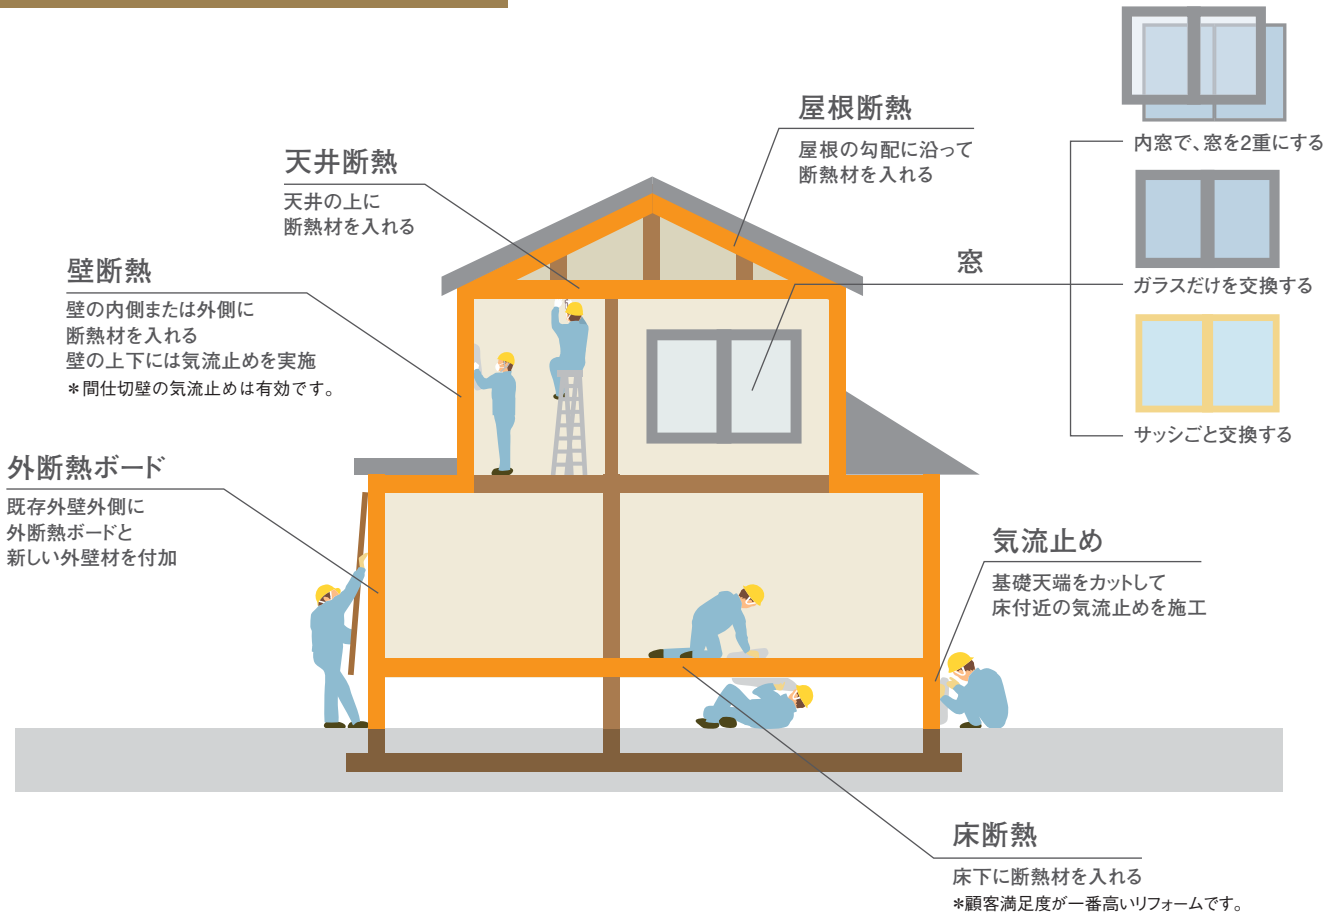 屋根断熱
屋根の勾配に沿って
断熱材を入れる
天井断熱
天井の上に
断熱材を入れる
壁断熱
壁の内側または外側に
断熱材を入れる
壁の上下には気流止めを実施
*間仕切壁の気流止めは有効です。
外断熱ボード
既存外壁外側に
外断熱ボードと
新しい外壁材を付加
窓
内窓で、窓を2重にする
ガラスだけを交換する
サッシごと交換する
気流止め
基礎天端をカットして
床付近の気流止めを施工
床断熱
床下に断熱材を入れる
*顧客満足度が一番高いリフォームです。